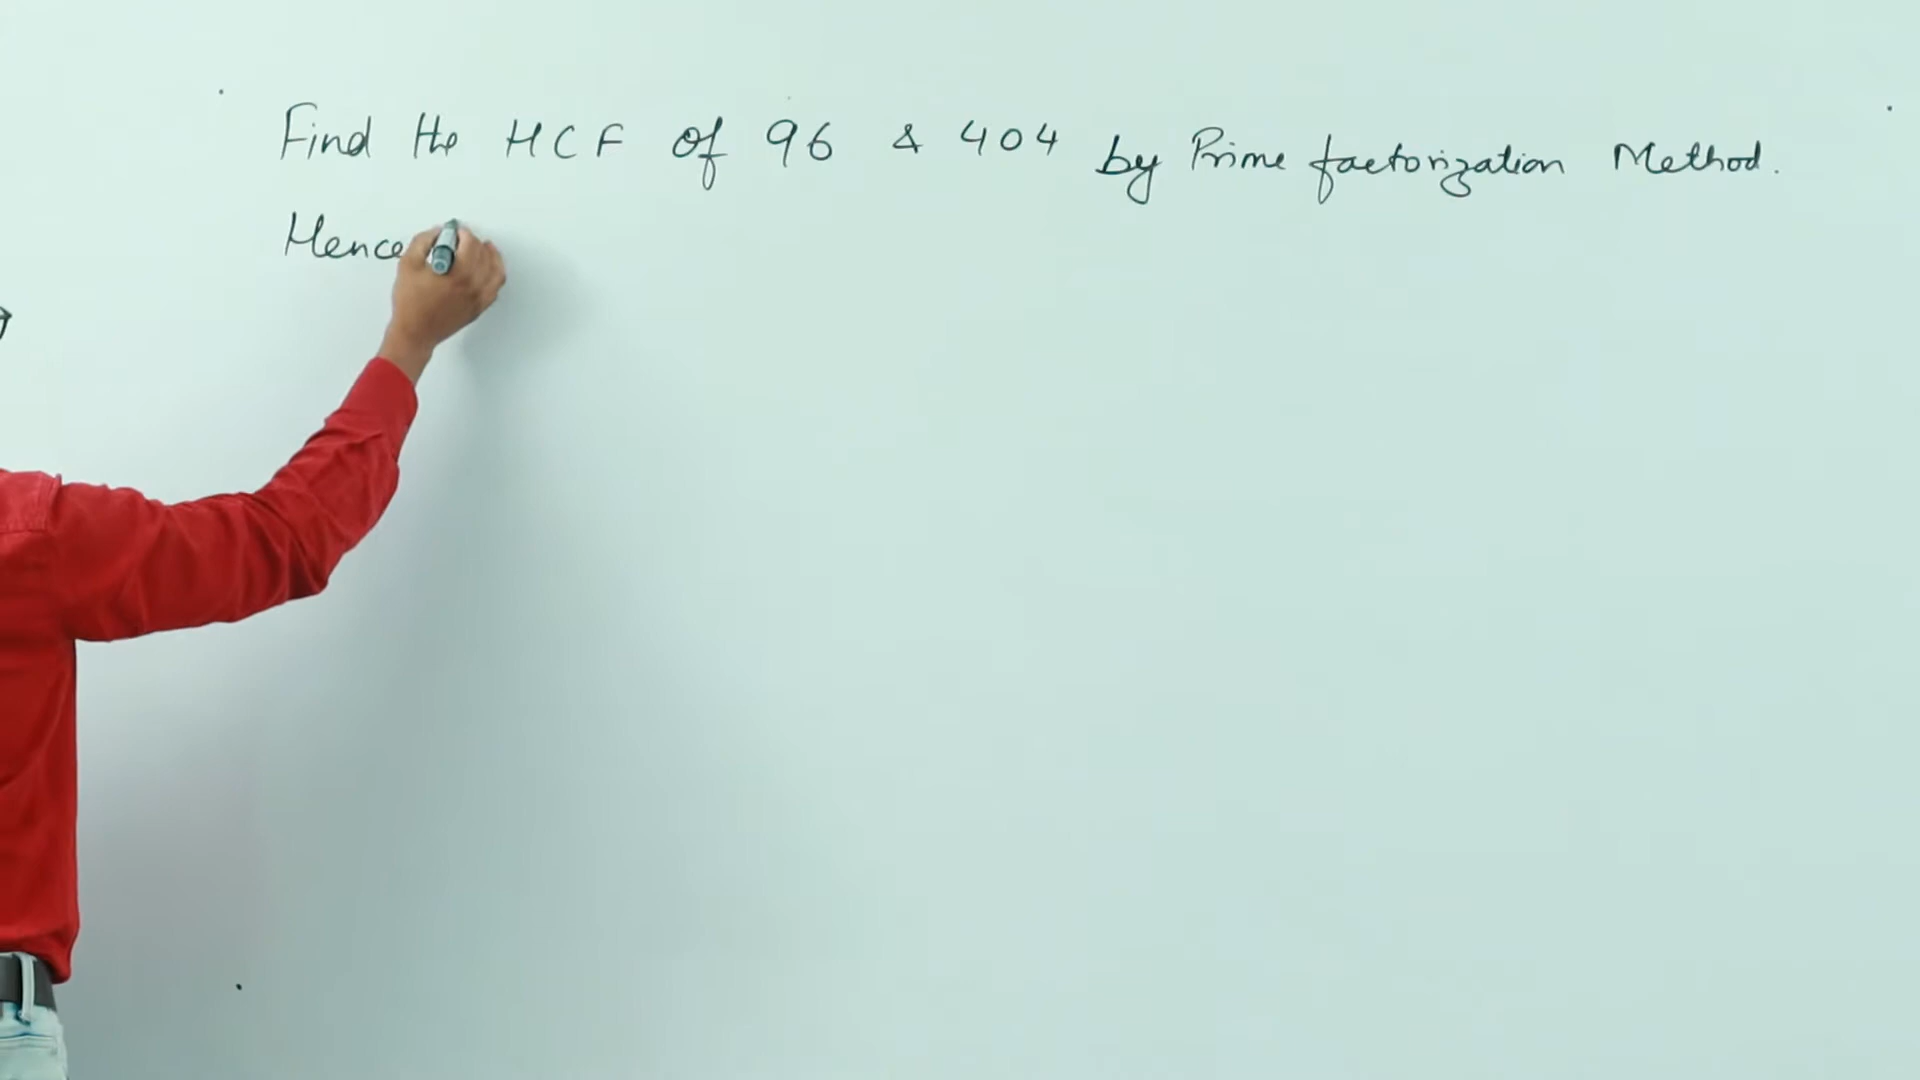 Find the HCF of 96 & 404 by Prime factorization Method.
Hence